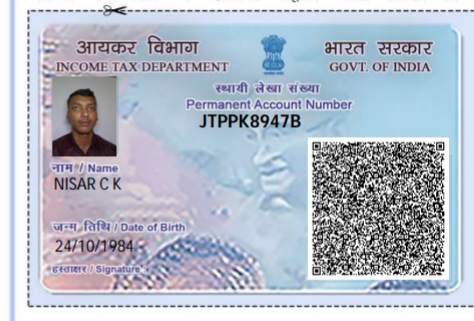 आयकर विभाग
INCOME TAX DEPARTMENT
भारत सरकार
GOVT. OF INDIA
स्थायी लेखा संख्या
Permanent Account Number
JTPPK8947B
नाम / Name
NISAR C K
जन्म तिथि / Date of Birth
24/10/1984
हस्ताक्षर / Signature